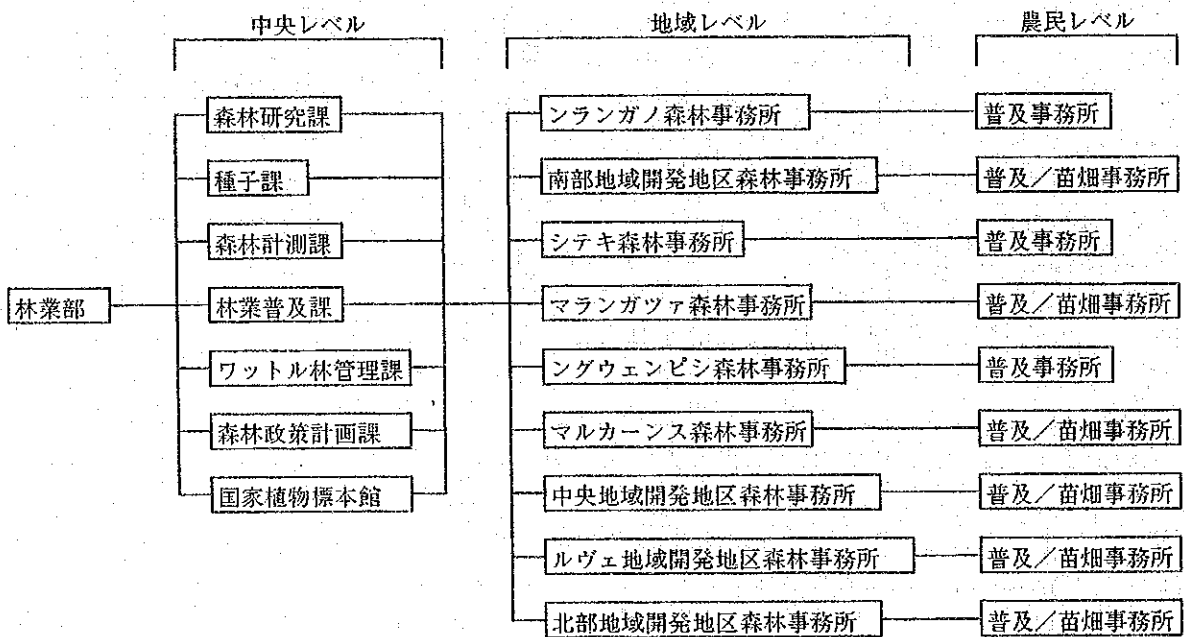 中央レベル
地域レベル
農民レベル
林業部
森林研究課
種子課
森林計測課
林業普及課
ワットル林管理課
森林政策計画課
国家植物標本館
ンランガノ森林事務所
普及事務所
南部地域開発地区森林事務所
普及／苗畑事務所
シテキ森林事務所
普及事務所
マランガツァ森林事務所
普及／苗畑事務所
ングウェンピシ森林事務所
普及事務所
マルカーンス森林事務所
普及／苗畑事務所
中央地域開発地区森林事務所
普及／苗畑事務所
ルヴェ地域開発地区森林事務所
普及／苗畑事務所
北部地域開発地区森林事務所
普及／苗畑事務所